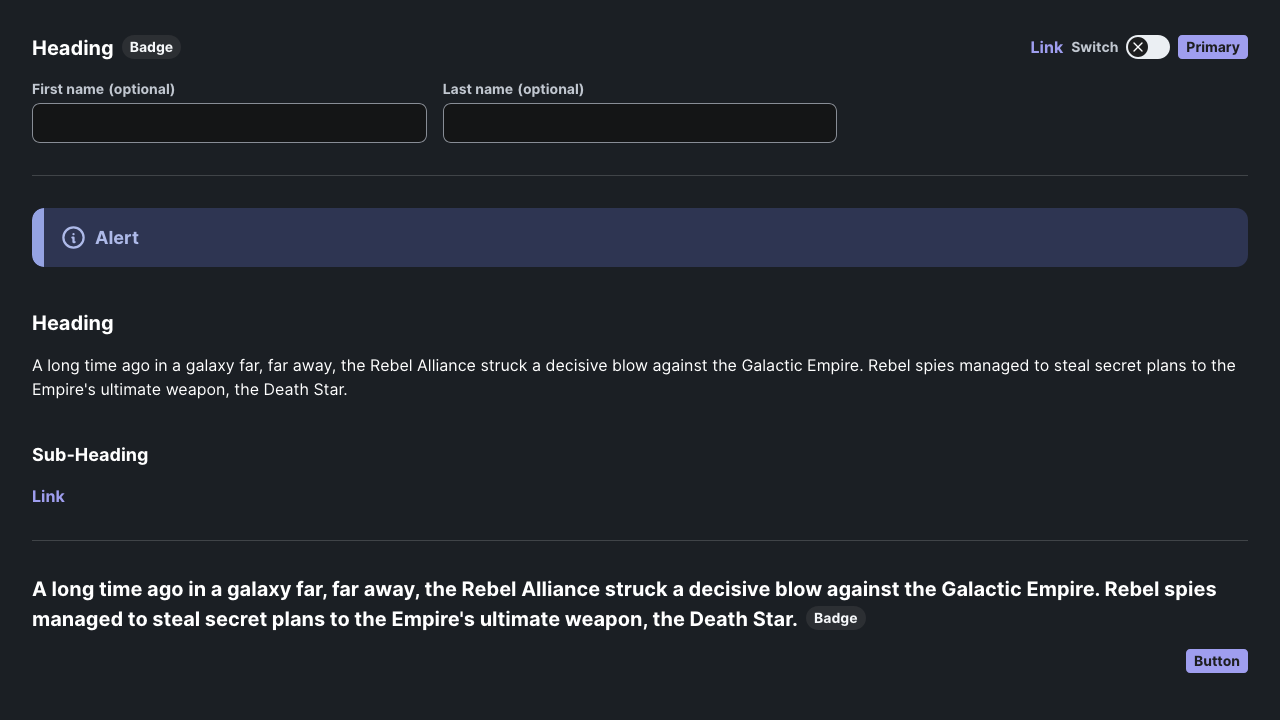 Heading Badge Link Switch Primary
First name (optional) Last name (optional)
Alert
Heading
A long time ago in a galaxy far, far away, the Rebel Alliance struck a decisive blow against the Galactic Empire. Rebel spies managed to steal secret plans to the
Empire's ultimate weapon, the Death Star.
Sub-Heading
Link
A long time ago in a galaxy far, far away, the Rebel Alliance struck a decisive blow against the Galactic Empire. Rebel spies
managed to steal secret plans to the Empire's ultimate weapon, the Death Star. Badge
Button